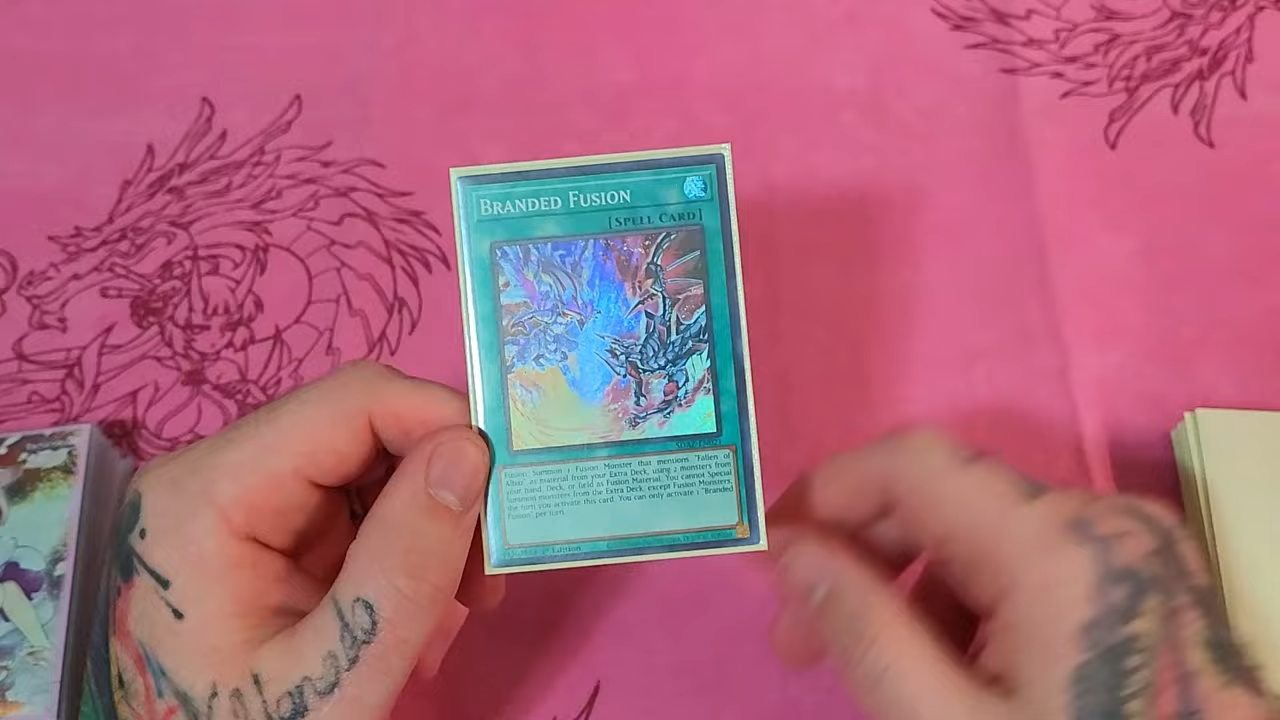 BRANDED FUSION
SPELL
[SPELL CARD]
Fusion Summon 1 Fusion Monster that mentions "Fallen of
Albaz" as material from your Extra Deck, using 2 monsters from
your hand, Deck, or field as Fusion Material. You cannot Special
Summon monsters from the Extra Deck, except Fusion Monsters,
the turn you activate this card. You can only activate 1 "Branded
Fusion" per turn.
1st Edition